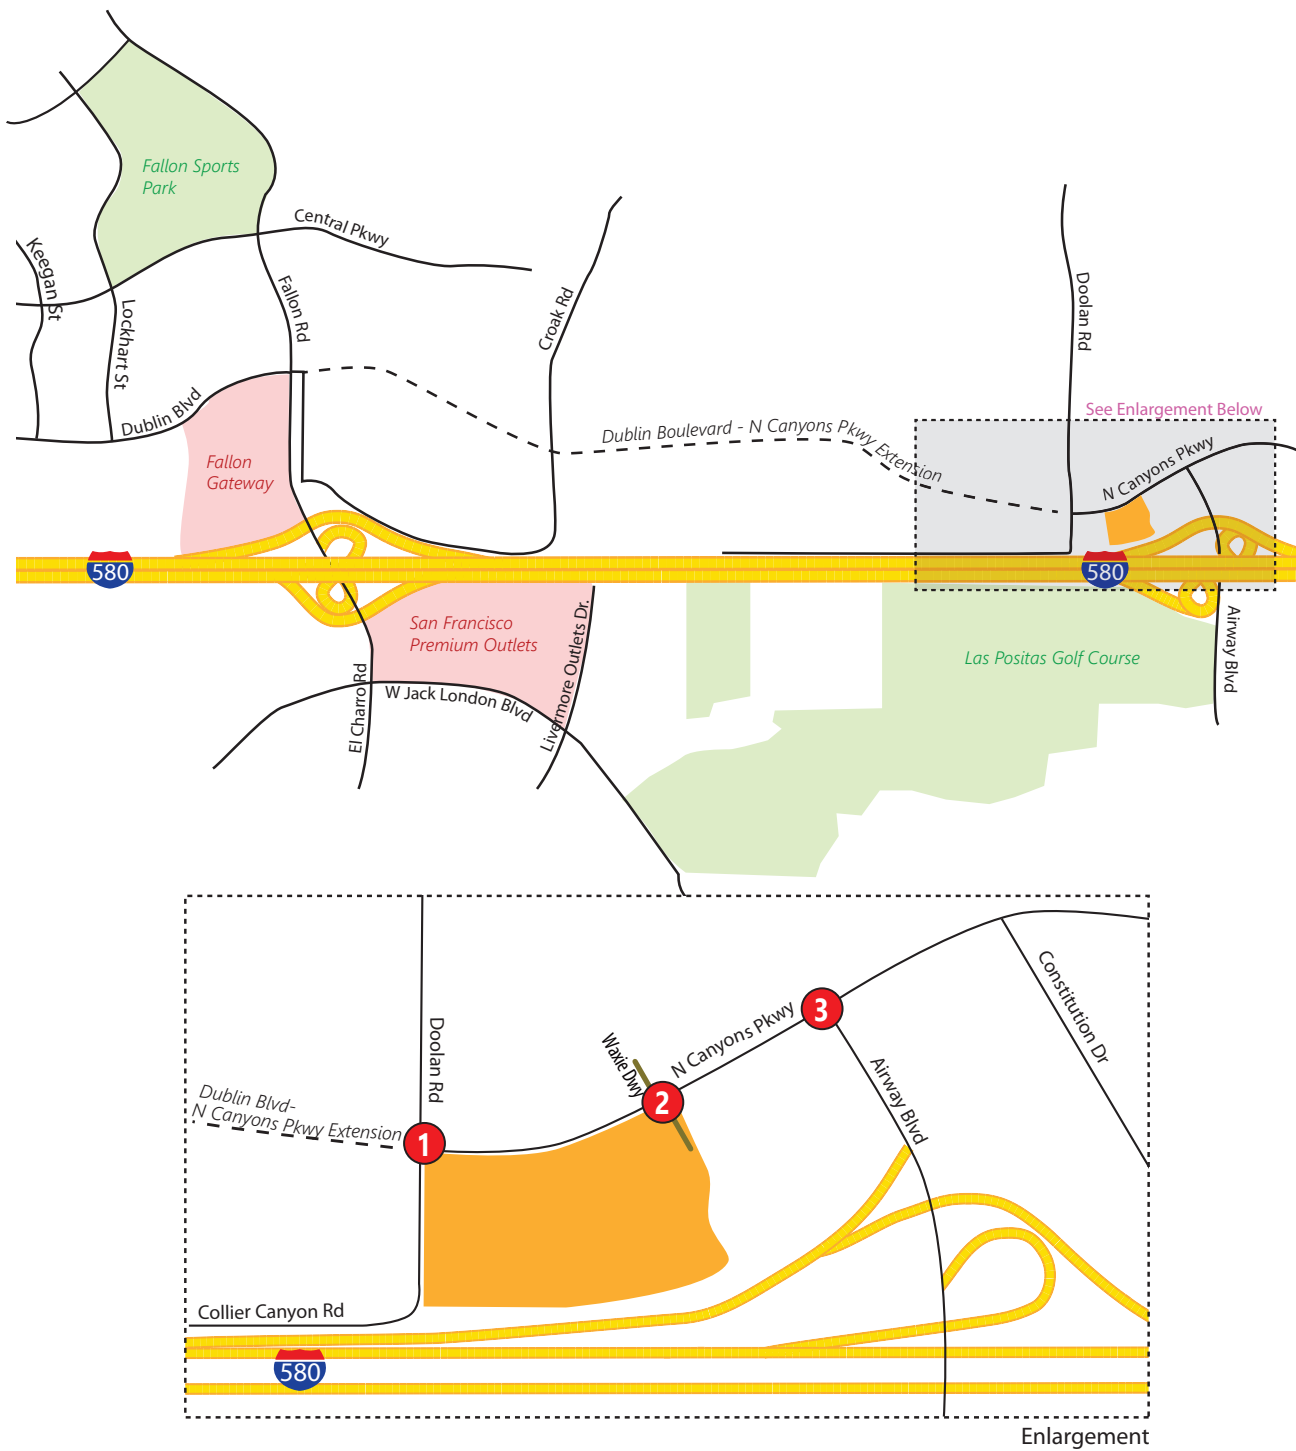 Fallon Sports
Park
Central Pkwy
Keegan St
Lockhart St
Fallon Rd
Croak Rd
Doolan Rd
Dublin Blvd
See Enlargement Below
Dublin Boulevard - N Canyons Pkwy Extension
N Canyons Pkwy
Fallon
Gateway
580
580
San Francisco
Premium Outlets
Livermore Outlets Dr.
Airway Blvd
Las Positas Golf Course
El Charro Rd
W Jack London Blvd
Constitution Dr
3
N Canyons Pkwy
Doolan Rd
Waxie Dwy
2
Airway Blvd
Dublin Blvd-
N Canyons Pkwy Extension
1
Collier Canyon Rd
580
Enlargement